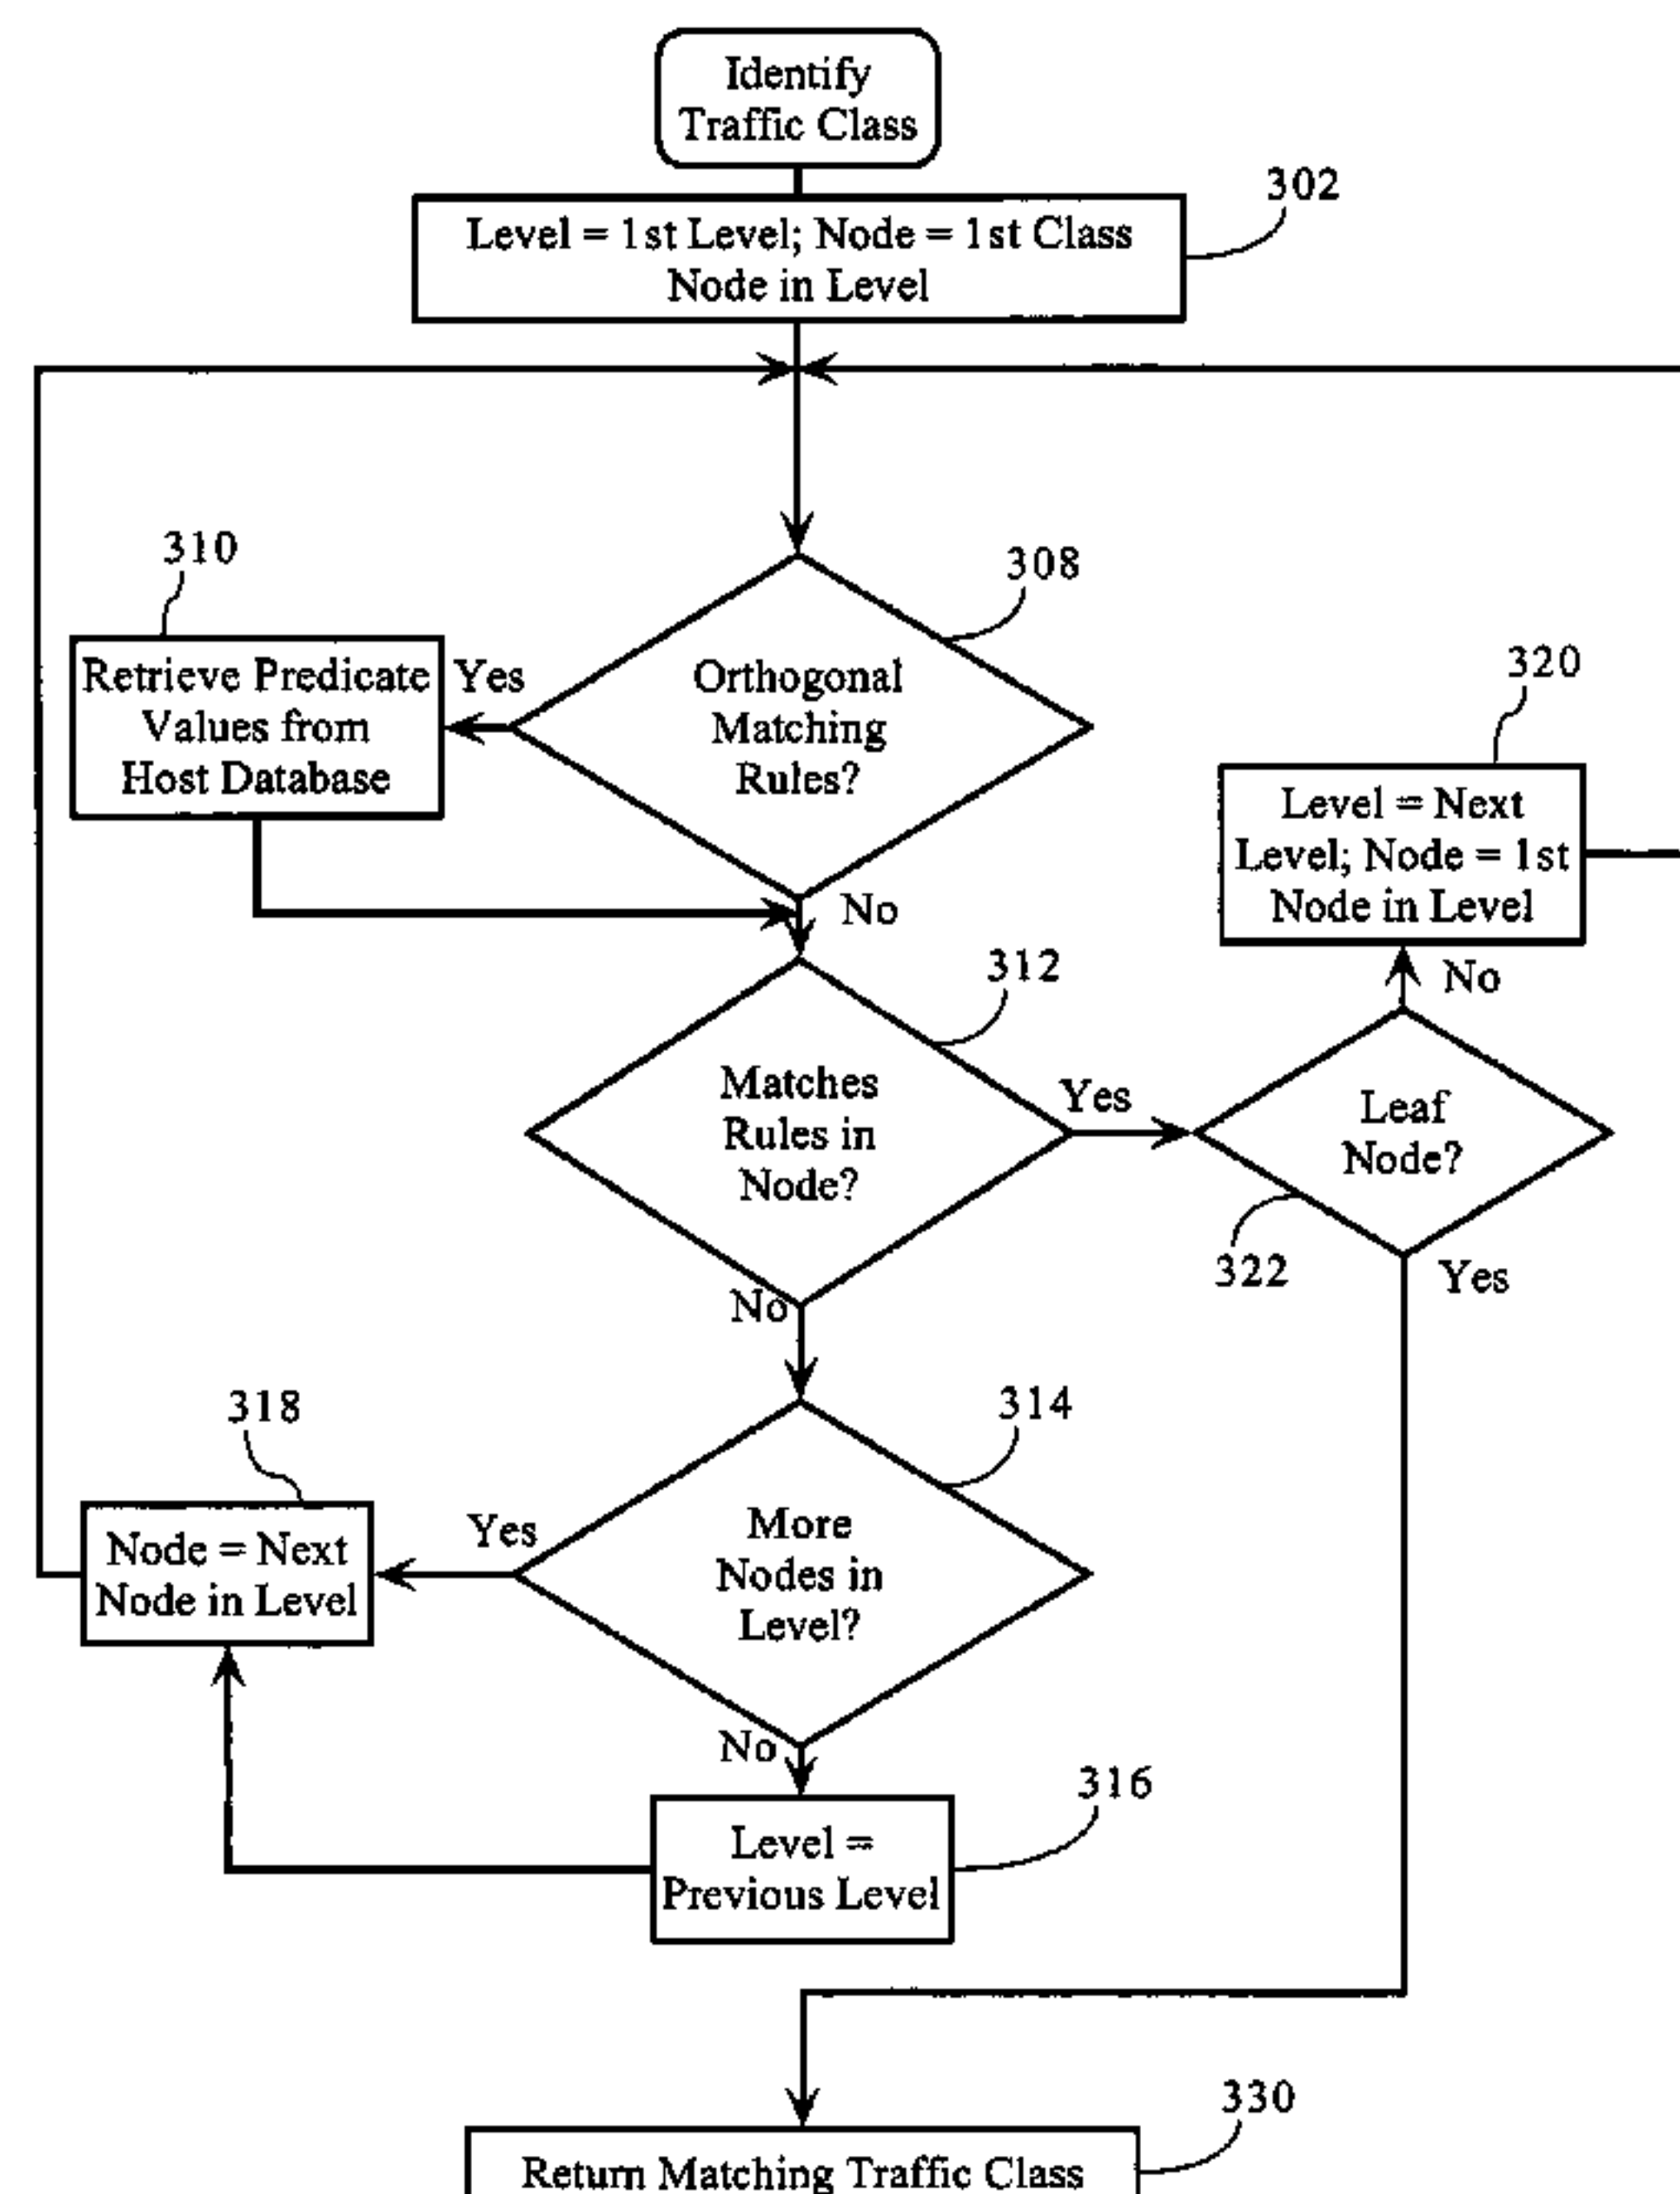 Identify
Traffic Class
302
Level = 1st Level; Node = 1st Class
Node in Level
310
308
Retrieve Predicate
Values from
Host Database
Yes
Orthogonal
Matching
Rules?
320
Level = Next
Level; Node = 1st
Node in Level
No
312
No
Matches
Rules in
Node?
Yes
Leaf
Node?
322
Yes
No
318
314
Node = Next
Node in Level
Yes
More
Nodes in
Level?
No
316
Level =
Previous Level
330
Return Matching Traffic Class